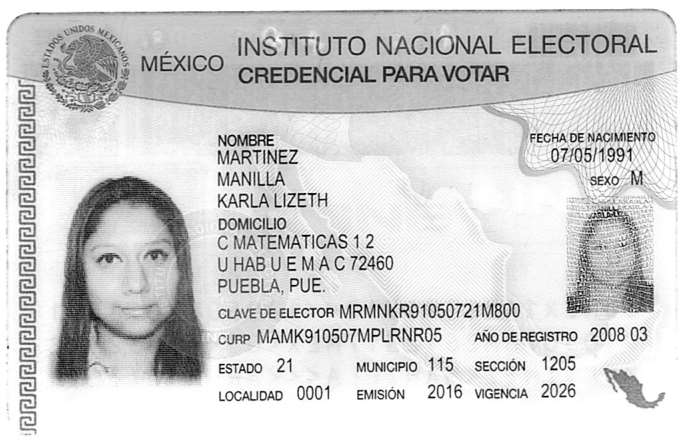 ESTADOS UNIDOS MEXICANOS
MÉXICO INSTITUTO NACIONAL ELECTORAL
CREDENCIAL PARA VOTAR
NOMBRE
MARTINEZ
MANILLA
KARLA LIZETH
FECHA DE NACIMIENTO
07/05/1991
SEXO M
DOMICILIO
C MATEMATICAS 1 2
U HAB U E M A C 72460
PUEBLA, PUE.
CLAVE DE ELECTOR MRMNKR91050721M800
CURP MAMK910507MPLRNR05 AÑO DE REGISTRO 2008 03
ESTADO 21 MUNICIPIO 115 SECCIÓN 1205
LOCALIDAD 0001 EMISIÓN 2016 VIGENCIA 2026